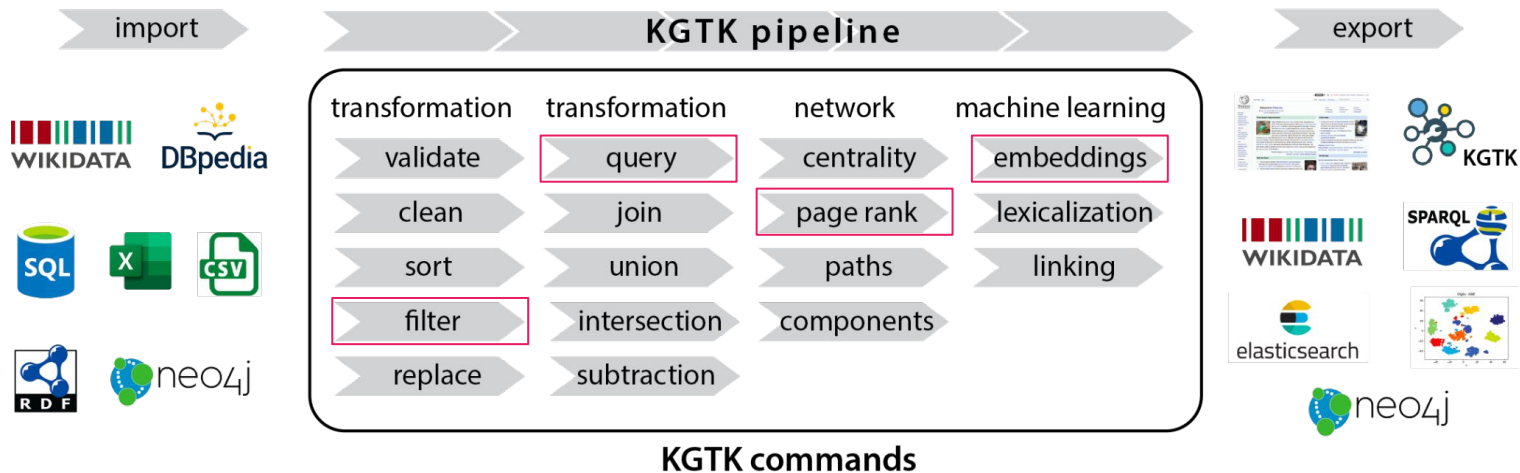 import
KGTK pipeline
export
transformation transformation network machine learning
validate query centrality embeddings
clean join page rank lexicalization
sort union paths linking
filter intersection components
replace subtraction
KGTK commands
WIKIDATA
DBpedia
SQL
X
CSV
RDF
neo4j
KGTK
WIKIDATA
SPARQL
elasticsearch
neo4j